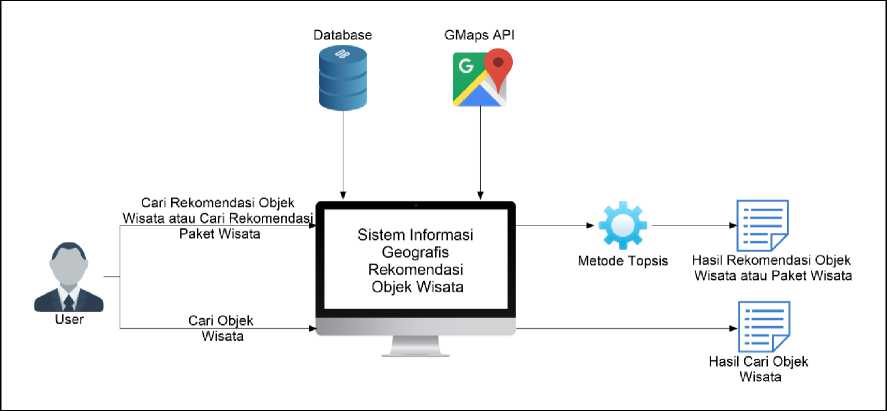 Database
GMaps API
DB
G
Cari Rekomendasi Objek
Wisata atau Cari Rekomendasi
Paket Wisata
Sistem Informasi
Geografis
Rekomendasi
Objek Wisata
Metode Topsis
Hasil Rekomendasi Objek
Wisata atau Paket Wisata
User
Cari Objek
Wisata
Hasil Cari Objek
Wisata